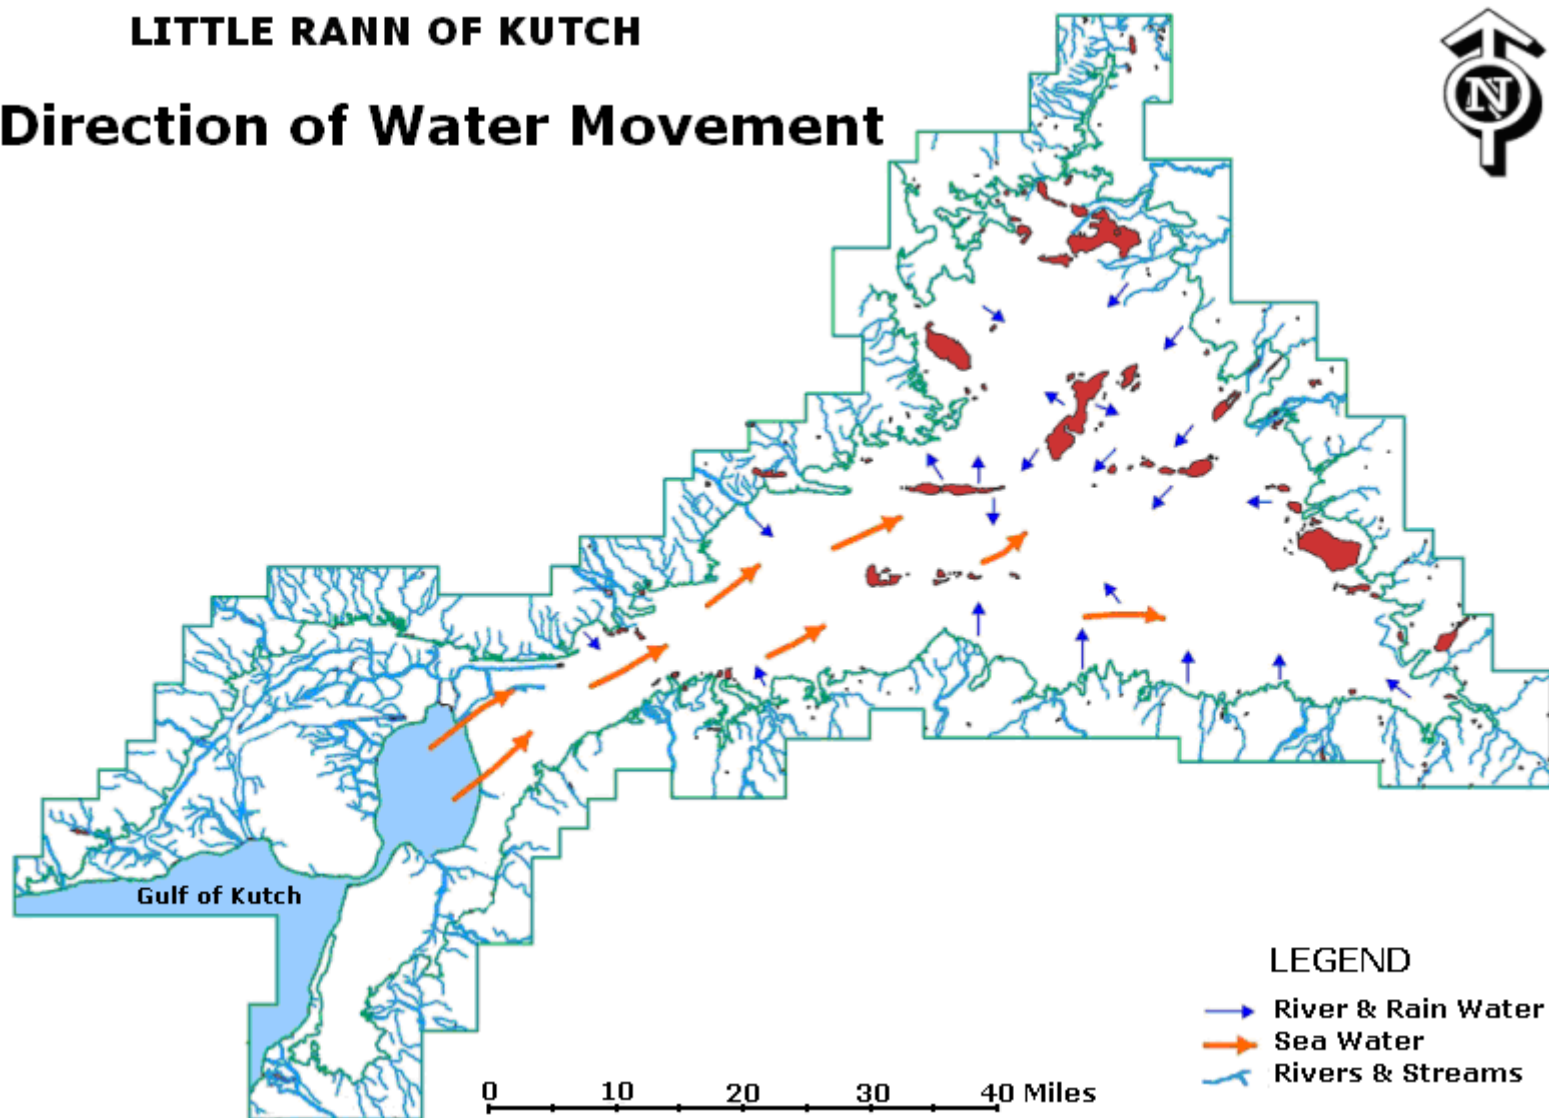 LITTLE RANN OF KUTCH
Direction of Water Movement
N
Gulf of Kutch
LEGEND
River & Rain Water
Sea Water
Rivers & Streams
0 10 20 30 40 Miles